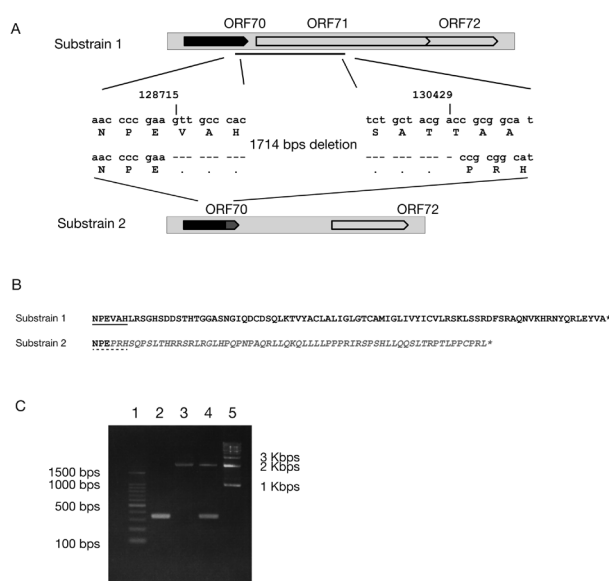 A
ORF70 ORF71 ORF72
Substrain 1
128715 130429
aac ccc gaa gtt gcc cac tct gct acg acc gcg gca t
N P E V A H S A T T A A
1714 bps deletion
aac ccc gaa --- --- --- --- --- --- --- ccg cgg cat
N P E . . . . . . . P R H
ORF70 ORF72
Substrain 2
B
Substrain 1 NPEVAHLRSGHSDDSTHTGGASNGIQDCDSQLKTVYACLALIGLGTCAMIGLIVYICVLRSKLSSRDFSRAQNVKHRNYQRLEYVA*
Substrain 2 NPEPRHSQPSLTHRRSRLRGLHPQPNPAQRLLQKQLLLLPPPRIRSPSHLLQQSLTRPTLPPCPRL*
C
1 2 3 4 5
3 Kbps
2 Kbps
1500 bps
1000 bps
1 Kbps
500 bps
100 bps